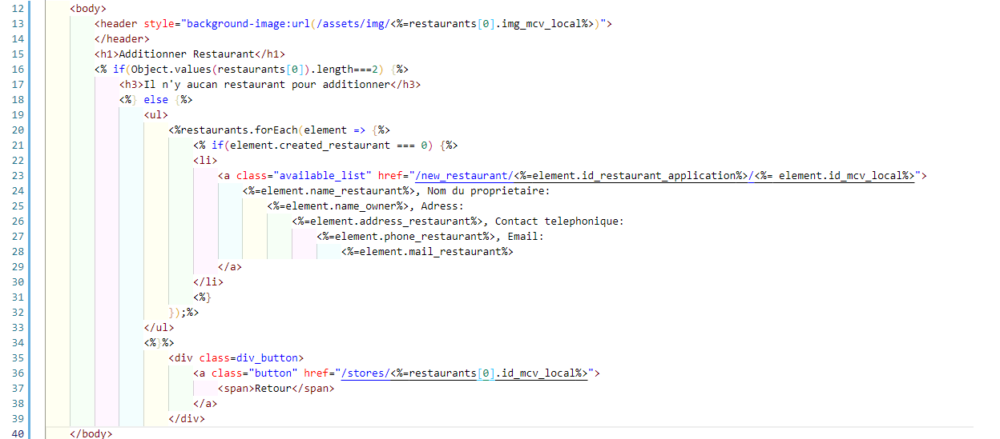 12 <body>
13 <header style="background-image:url(/assets/img/<%=restaurants[0].img_mcv_local%>)">
14 </header>
15 <h1>Additionner Restaurant</h1>
16 <% if(Object.values(restaurants[0]).length===2) {%>
17 <h3>Il n'y aucan restaurant pour additionner</h3>
18 <%} else {%>
19 <ul>
20 <%restaurants.forEach(element => {%>
21 <% if(element.created_restaurant === 0) {%>
22 <li>
23 <a class="available_list" href="/new_restaurant/<%=element.id_restaurant_application%>/<%= element.id_mcv_local%>">
24 <%=element.name_restaurant%>, Nom du proprietaire:
25 <%=element.name_owner%>, Adress:
26 <%=element.address_restaurant%>, Contact telephonique:
27 <%=element.phone_restaurant%>, Email:
28 <%=element.mail_restaurant%>
29 </a>
30 </li>
31 <%}
32 });%>
33 </ul>
34 <%}%>
35 <div class=div_button>
36 <a class="button" href="/stores/<%=restaurants[0].id_mcv_local%>">
37 <span>Retour</span>
38 </a>
39 </div>
40 </body>